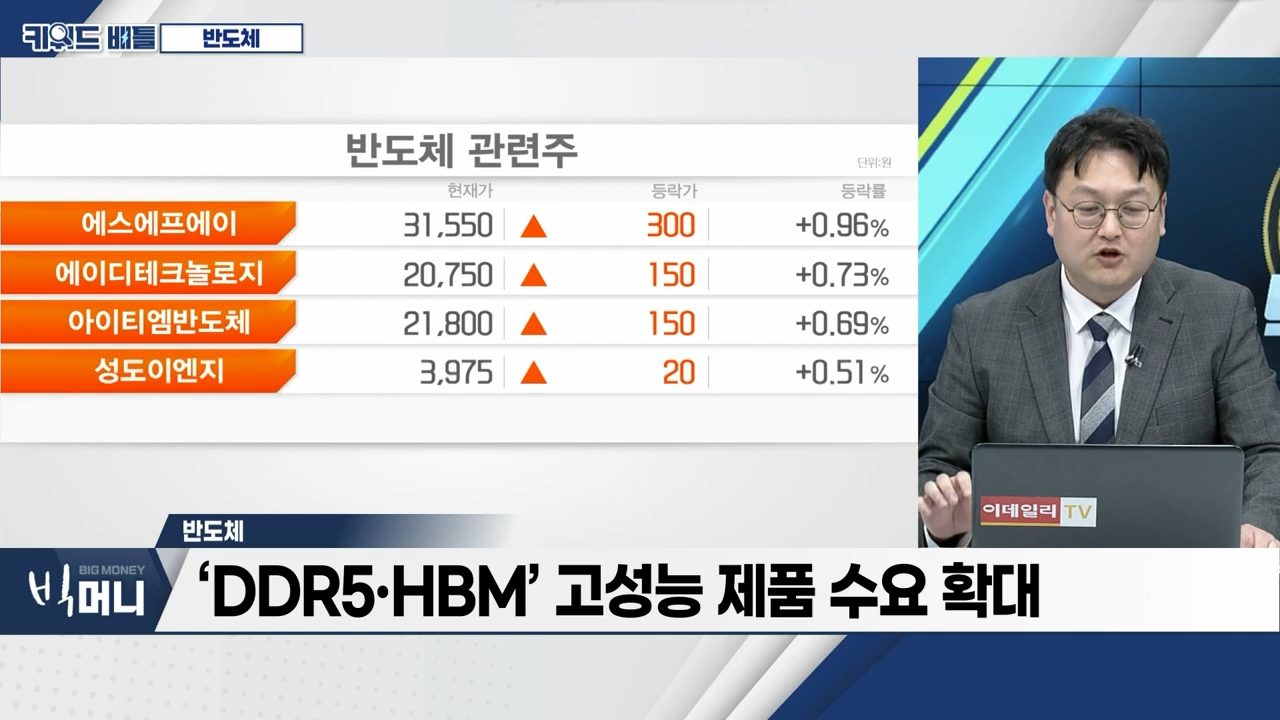 키워드 배틀 반도체
반도체 관련주
단위:원
현재가 등락가 등락률
에스에프에이 31,550 ▲ 300 +0.96%
에이디테크놀로지 20,750 ▲ 150 +0.73%
아이티엠반도체 21,800 ▲ 150 +0.69%
성도이엔지 3,975 ▲ 20 +0.51%
이데일리TV
반도체
BIG MONEY
빅머니
‘DDR5·HBM’ 고성능 제품 수요 확대